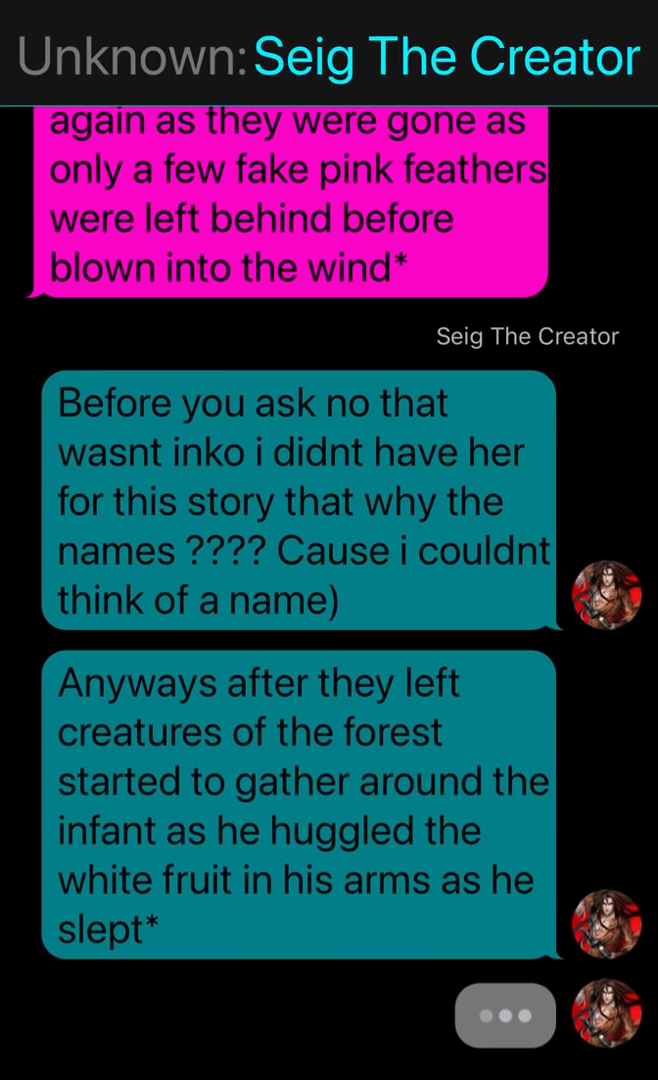 Unknown: Seig The Creator
again as they were gone as
only a few fake pink feathers
were left behind before
blown into the wind*
Seig The Creator
Before you ask no that
wasnt inko i didnt have her
for this story that why the
names ???? Cause i couldnt
think of a name)
Anyways after they left
creatures of the forest
started to gather around the
infant as he huggled the
white fruit in his arms as he
slept*